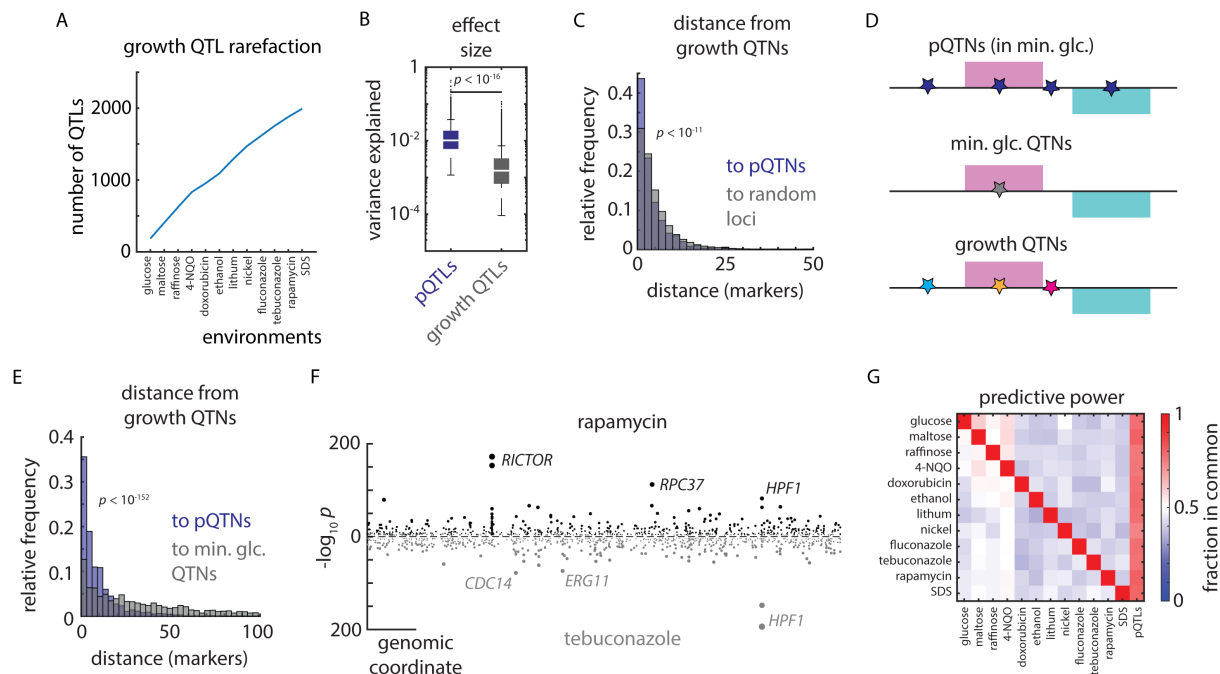 A
growth QTL rarefaction
number of QTLs
2000
1000
0
glucose
maltose
raffinose
4-NQO
doxorubicin
ethanol
lithum
nickel
fluconazole
tebuconazole
rapamycin
SDS
environments
B
effect
size
variance explained
1
10-2
10-4
p < 10-16
pQTLs
growth QTLs
C
distance from
growth QTNs
relative frequency
0.4
0.3
0.2
0.1
0
p < 10-11
to pQTNs
to random
loci
0
50
distance (markers)
D
pQTNs (in min. glc.)
min. glc. QTNs
growth QTNs
E
distance from
growth QTNs
relative frequency
0.4
0.3
0.2
0.1
0
p < 10-152
to pQTNs
to min. glc.
QTNs
0
50
100
distance (markers)
F
rapamycin
-log10 p
200
0
200
RICTOR
RPC37
HPF1
CDC14
ERG11
HPF1
genomic
coordinate
tebuconazole
G
predictive power
glucose
maltose
raffinose
4-NQO
doxorubicin
ethanol
lithum
nickel
fluconazole
tebuconazole
rapamycin
SDS
glucose
maltose
raffinose
4-NQO
doxorubicin
ethanol
lithum
nickel
fluconazole
tebuconazole
rapamycin
SDS
pQTLs
1
0.5
0
fraction in common